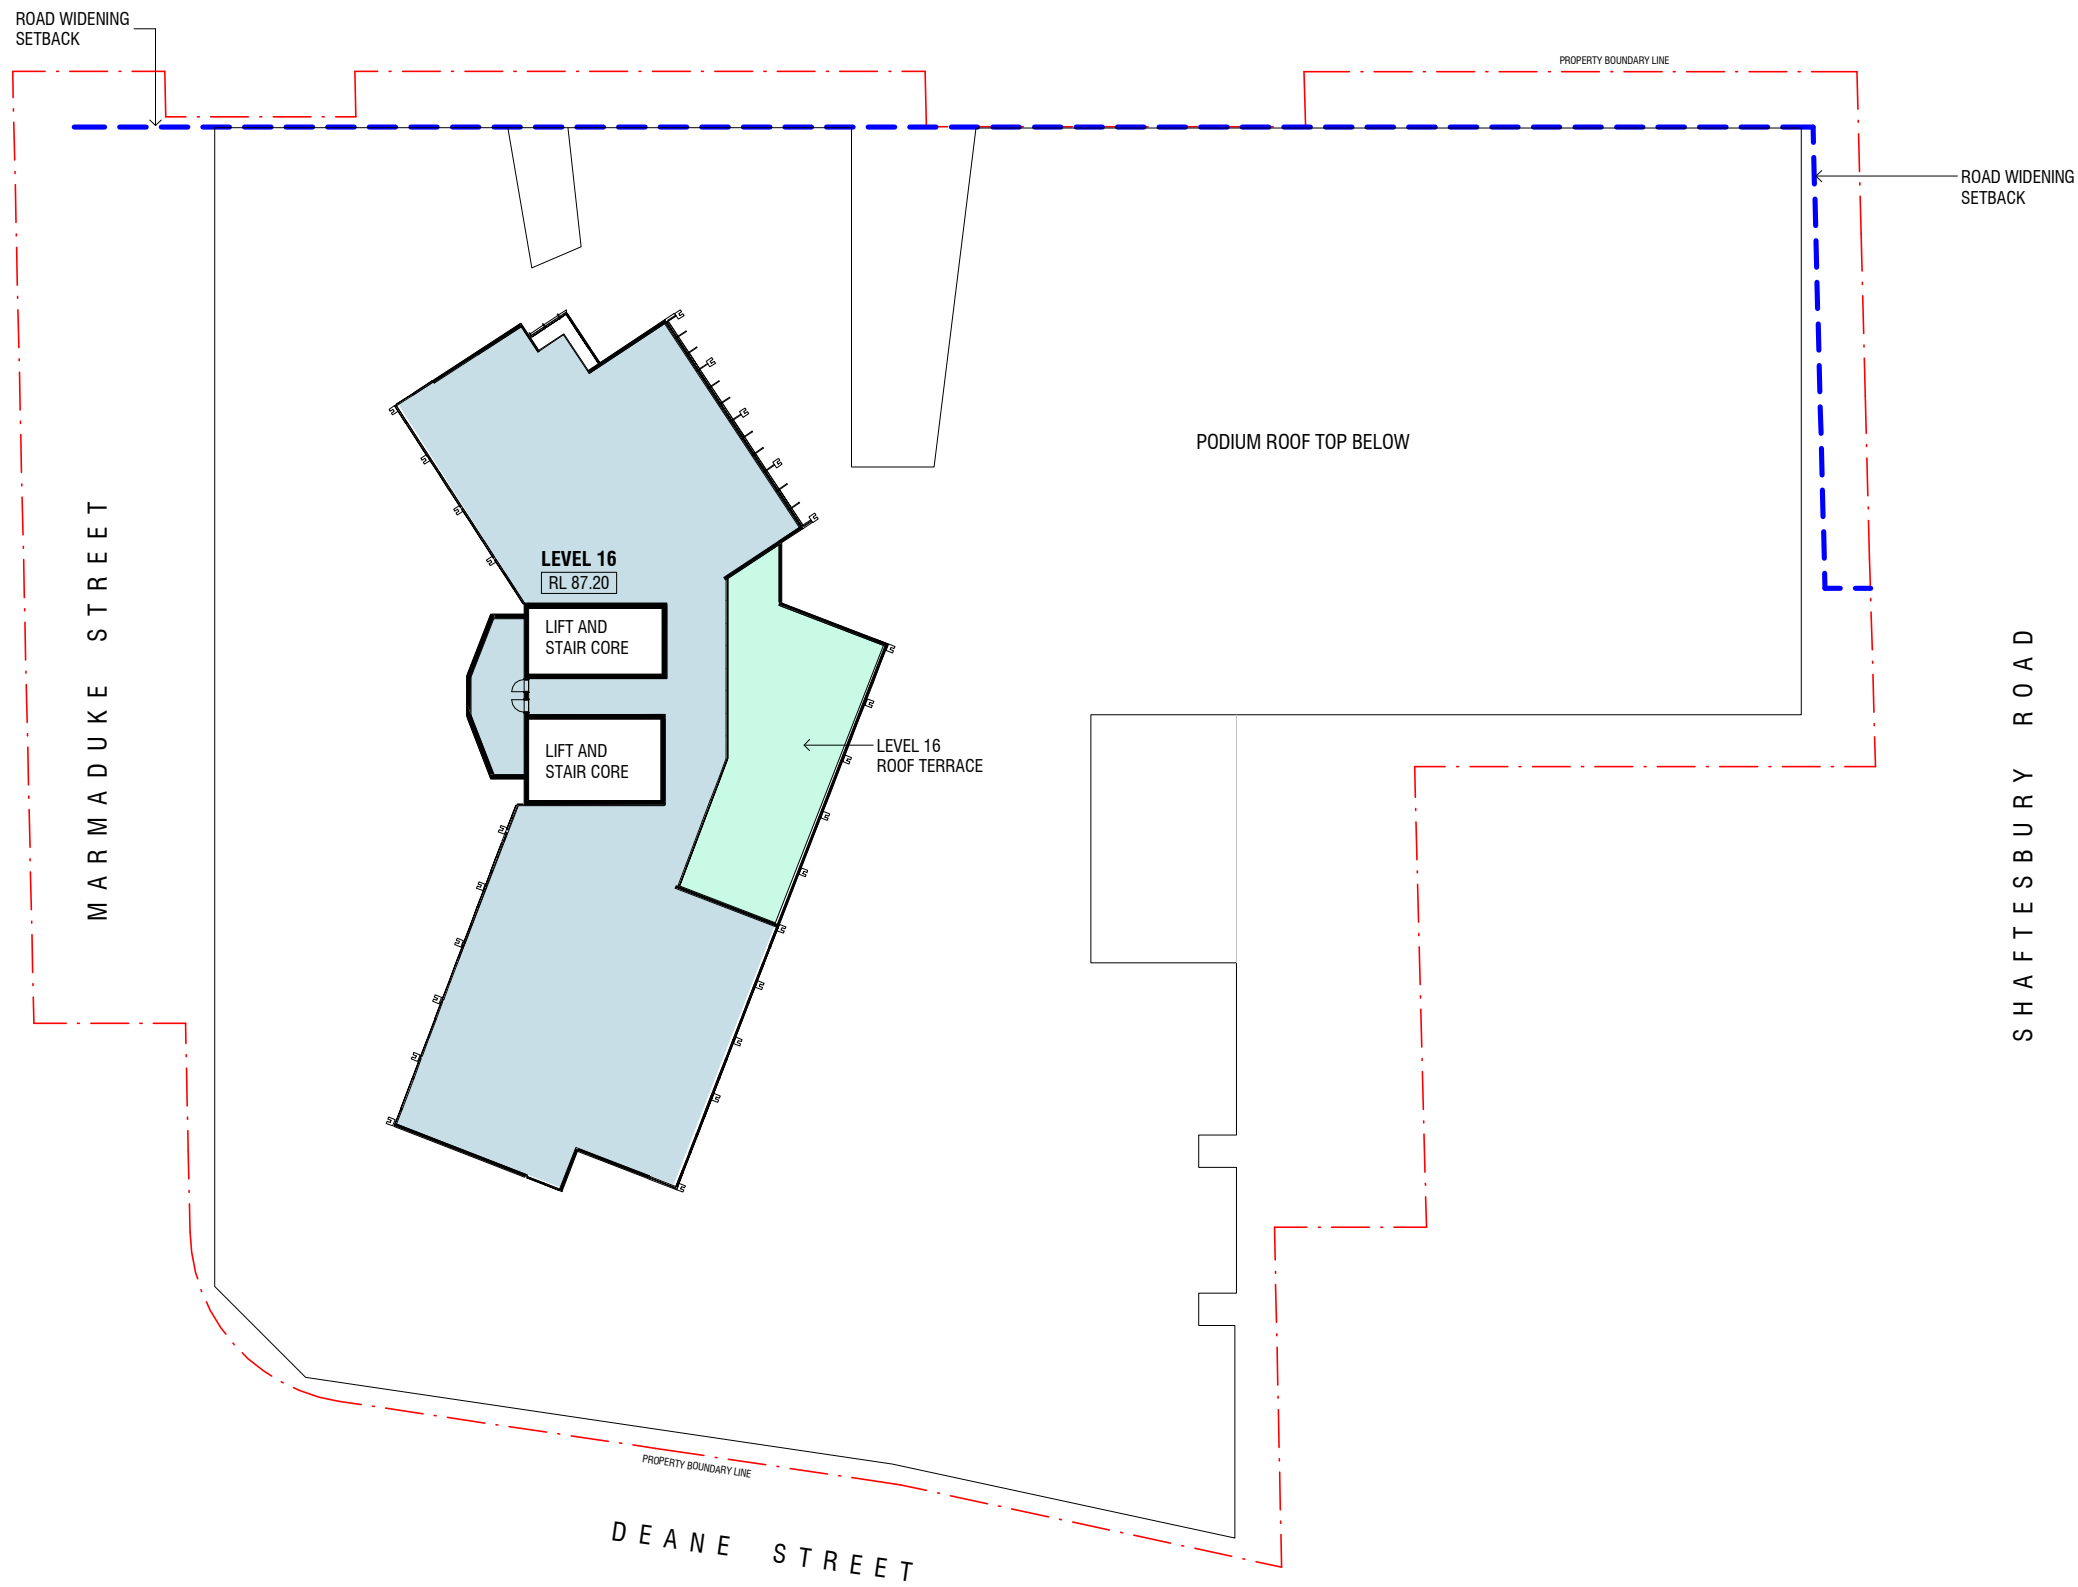 ROAD WIDENING
SETBACK
PROPERTY BOUNDARY LINE
ROAD WIDENING
SETBACK
PODIUM ROOF TOP BELOW
MARMADUKE STREET
LEVEL 16
RL 87.20
LIFT AND
STAIR CORE
LIFT AND
STAIR CORE
LEVEL 16
ROOF TERRACE
SHAFTESBURY ROAD
PROPERTY BOUNDARY LINE
DEANE STREET